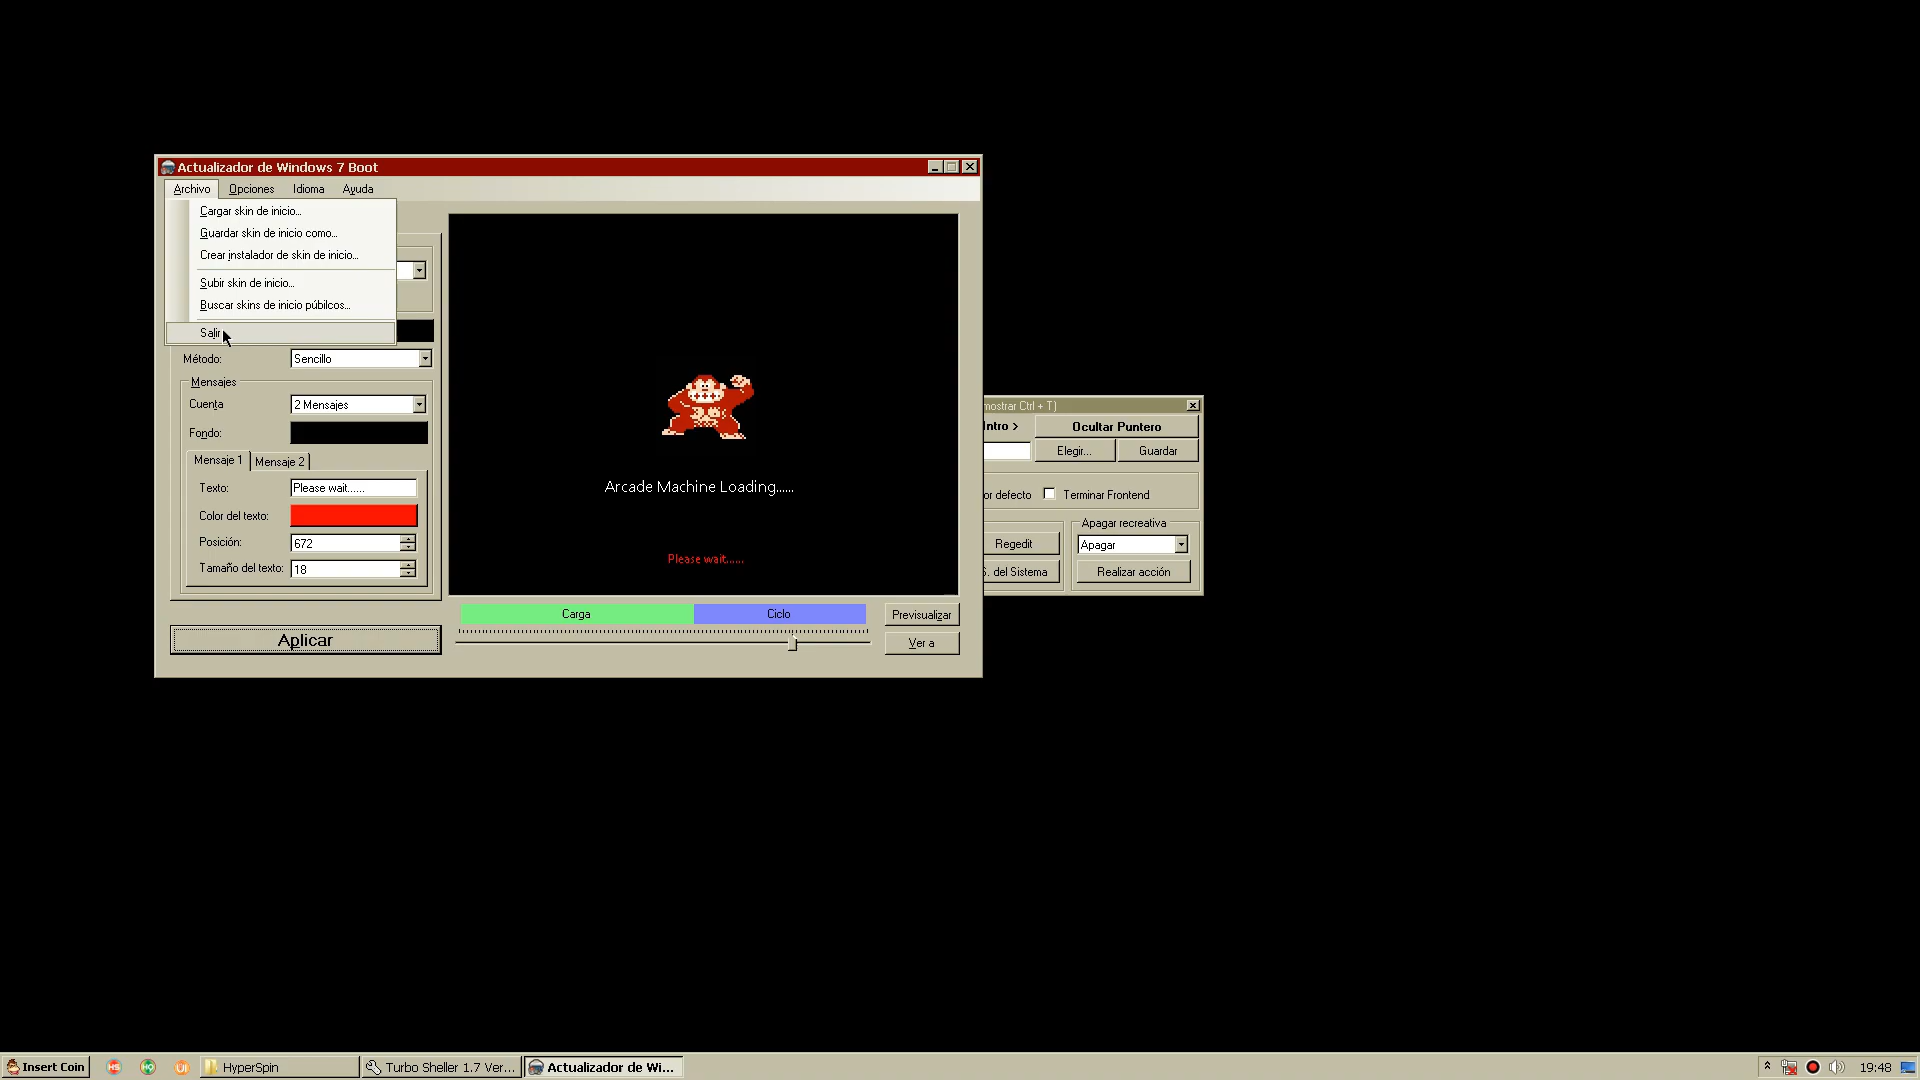 Actualizador de Windows 7 Boot
Archivo Opciones Idioma Ayuda
Cargar skin de inicio...
Guardar skin de inicio como...
Crear instalador de skin de inicio...
Subir skin de inicio...
Buscar skins de inicio púbilcos...
Salir
Método: Sencillo
Mensajes
Cuenta 2 Mensajes
Fondo:
Mensaje 1 Mensaje 2
Texto: Please wait......
Color del texto:
Posición: 672
Tamaño del texto: 18
Aplicar
Arcade Machine Loading......
Please wait......
Carga Ciclo
Previsualizar
Ver a
mostrar Ctrl + T)
Intro > Ocultar Puntero
Elegir... Guardar
or defecto Terminar Frontend
Apagar recreativa
Regedit Apagar
S. del Sistema Realizar acción
Insert Coin HS HQ UI HyperSpin Turbo Sheller 1.7 Ver... Actualizador de Wi... 19:48